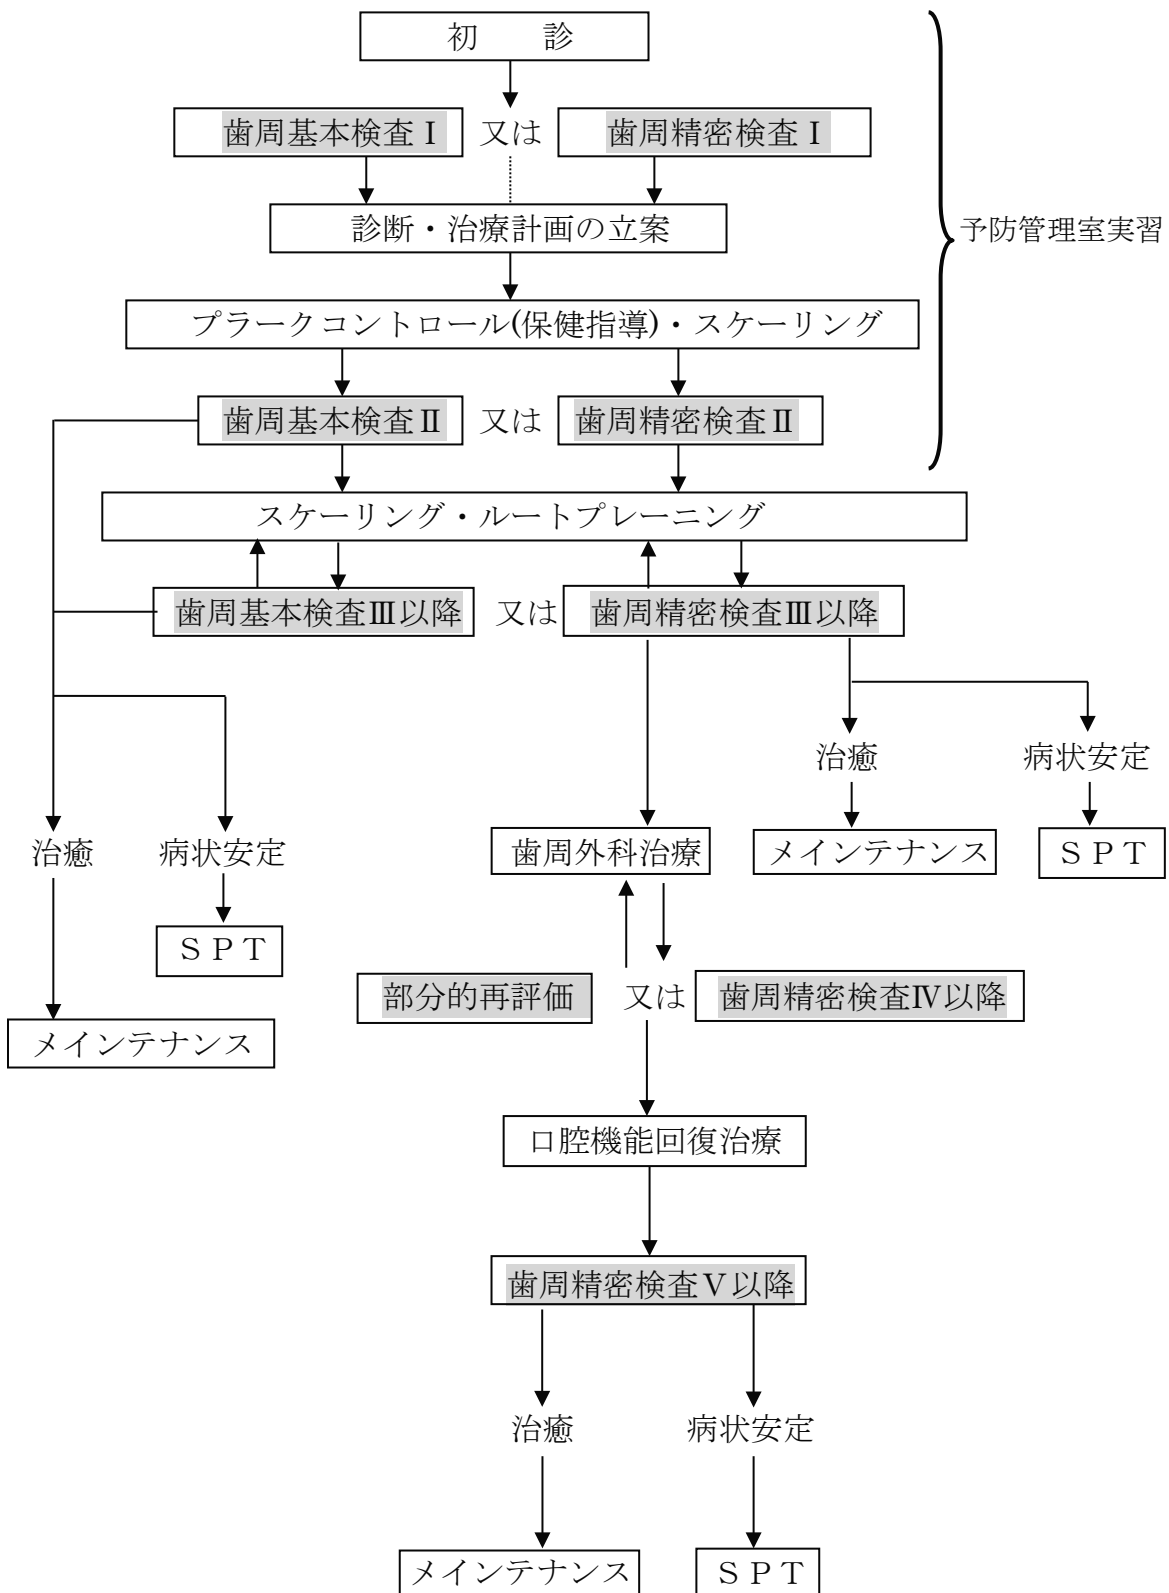 初　　診
歯周基本検査Ⅰ 又は 歯周精密検査Ⅰ
診断・治療計画の立案
予防管理室実習
プラークコントロール(保健指導)・スケーリング
歯周基本検査Ⅱ 又は 歯周精密検査Ⅱ
スケーリング・ルートプレーニング
歯周基本検査Ⅲ以降 又は 歯周精密検査Ⅲ以降
治癒 病状安定
治癒 病状安定
歯周外科治療 メインテナンス ＳＰＴ
ＳＰＴ
部分的再評価 又は 歯周精密検査Ⅳ以降
メインテナンス
口腔機能回復治療
歯周精密検査Ⅴ以降
治癒 病状安定
メインテナンス ＳＰＴ